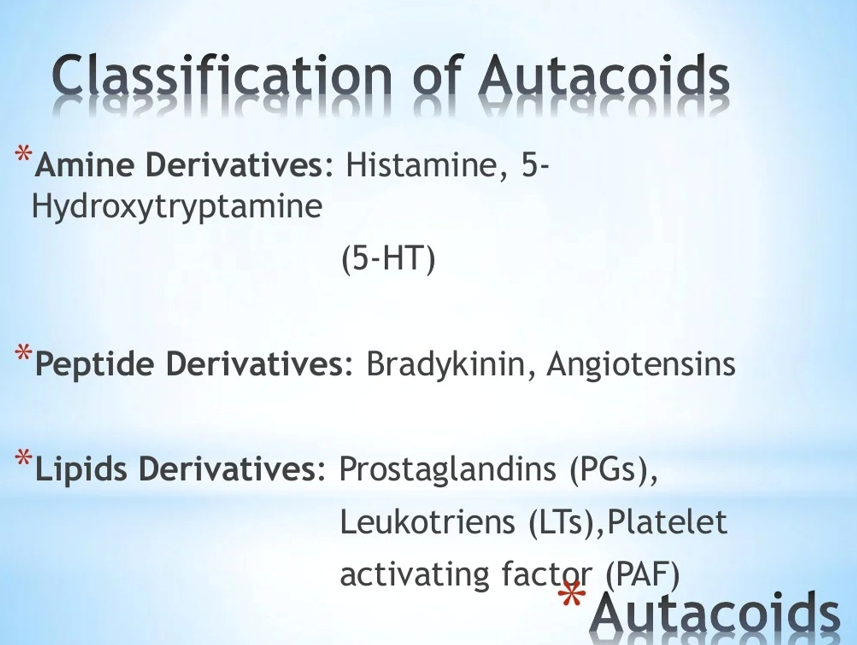 Classification of Autacoids
*Amine Derivatives: Histamine, 5-
Hydroxytryptamine
(5-HT)
*Peptide Derivatives: Bradykinin, Angiotensins
*Lipids Derivatives: Prostaglandins (PGs),
Leukotriens (LTs),Platelet
activating factor (PAF)
*Autacoids